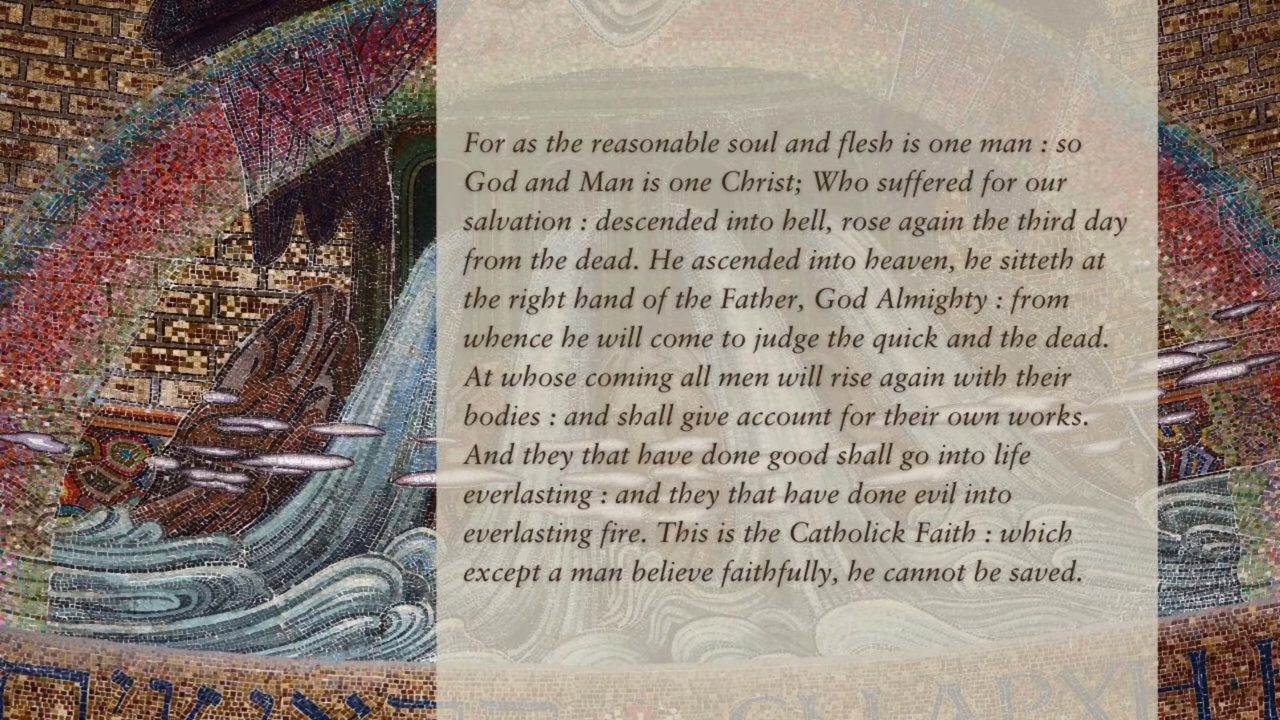 For as the reasonable soul and flesh is one man : so
God and Man is one Christ; Who suffered for our
salvation : descended into hell, rose again the third day
from the dead. He ascended into heaven, he sitteth at
the right hand of the Father, God Almighty : from
whence he will come to judge the quick and the dead.
At whose coming all men will rise again with their
bodies : and shall give account for their own works.
And they that have done good shall go into life
everlasting : and they that have done evil into
everlasting fire. This is the Catholick Faith : which
except a man believe faithfully, he cannot be saved.